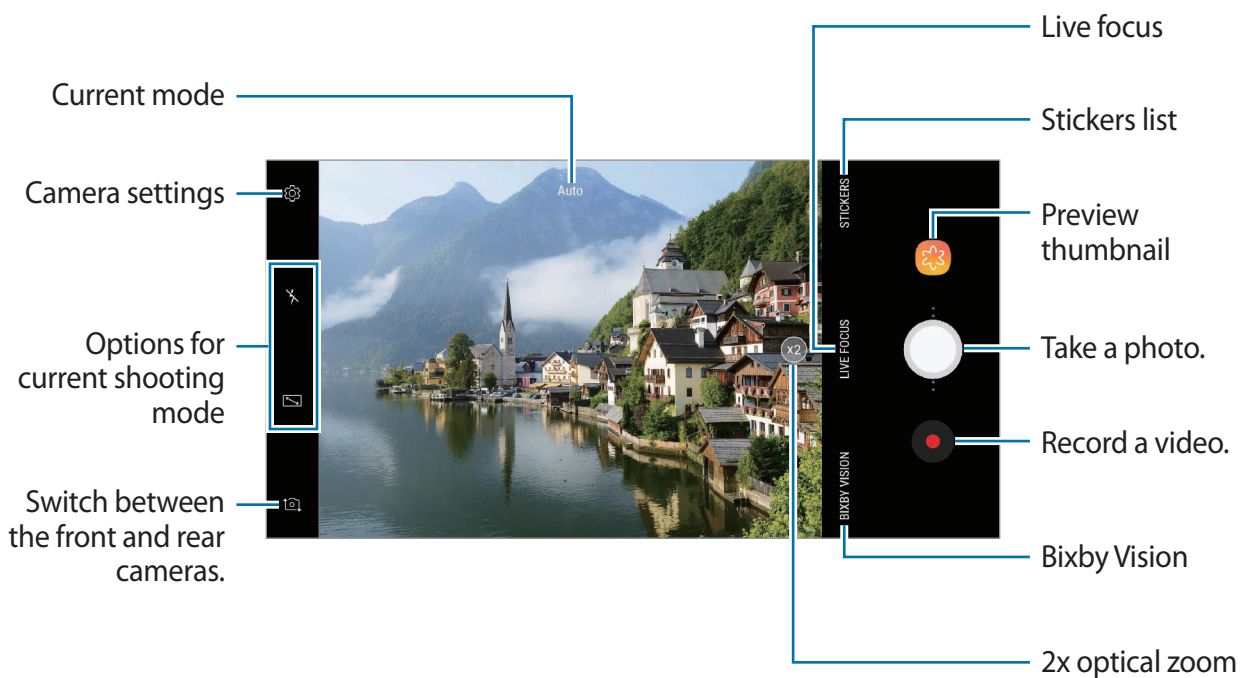 Live focus
Current mode
Stickers list
Camera settings
Auto
STICKERS
Preview
thumbnail
Options for
current shooting
mode
x2
LIVE FOCUS
Take a photo.
Record a video.
BIXBY VISION
Switch between
the front and rear
cameras.
Bixby Vision
2x optical zoom